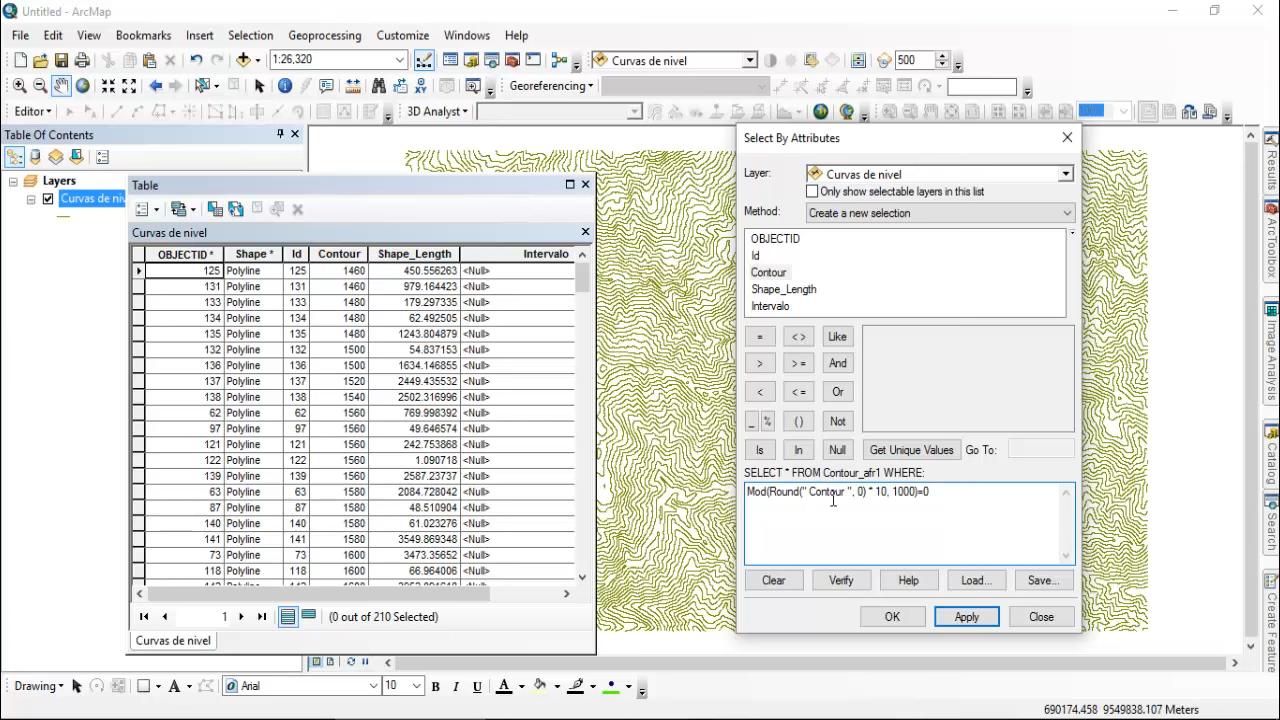 Untitled - ArcMap
File Edit View Bookmarks Insert Selection Geoprocessing Customize Windows Help
1:26,320 Curvas de nivel 500
Georeferencing
Editor 3D Analyst
Table Of Contents
Layers
Curvas de niv
Table
Curvas de nivel
OBJECTID * Shape * Id Contour Shape_Length Intervalo
125 Polyline 125 1460 450.556263 <Null>
131 Polyline 131 1460 979.164423 <Null>
133 Polyline 133 1480 179.297335 <Null>
134 Polyline 134 1480 62.492505 <Null>
135 Polyline 135 1480 1243.804879 <Null>
132 Polyline 132 1500 54.837153 <Null>
136 Polyline 136 1500 1634.146855 <Null>
137 Polyline 137 1520 2449.435532 <Null>
138 Polyline 138 1540 2502.316996 <Null>
62 Polyline 62 1560 769.998392 <Null>
97 Polyline 97 1560 49.646574 <Null>
121 Polyline 121 1560 242.753868 <Null>
122 Polyline 122 1560 1.090718 <Null>
139 Polyline 139 1560 2587.23737 <Null>
63 Polyline 63 1580 2084.728042 <Null>
87 Polyline 87 1580 48.510904 <Null>
140 Polyline 140 1580 61.023276 <Null>
141 Polyline 141 1580 3549.869348 <Null>
73 Polyline 73 1600 3473.35652 <Null>
118 Polyline 118 1600 66.964006 <Null>
1 (0 out of 210 Selected)
Curvas de nivel
Select By Attributes
Layer: Curvas de nivel
Only show selectable layers in this list
Method: Create a new selection
OBJECTID
Id
Contour
Shape_Length
Intervalo
= < > Like
> > = And
< < = Or
_ % ( ) Not
Is In Null Get Unique Values Go To:
SELECT * FROM Contour_afr1 WHERE:
Mod(Round(" Contour ", 0) * 10, 1000)=0
Clear Verify Help Load... Save...
OK Apply Close
Results
ArcToolbox
Image Analysis
Catalog
Search
Create Feature
Drawing A Arial 10 B I U A
690174.458 9549838.107 Meters